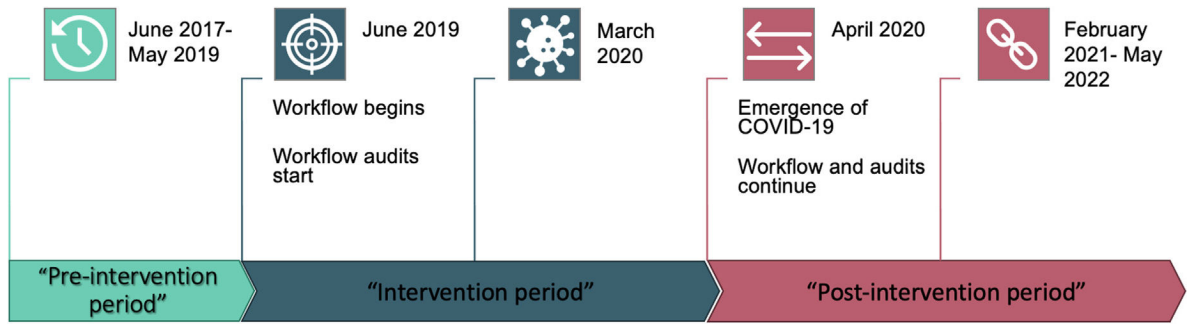 June 2017-
May 2019
June 2019
Workflow begins
Workflow audits
start
March
2020
April 2020
Emergence of
COVID-19
Workflow and audits
continue
February
2021- May
2022
“Pre-intervention
period”
“Intervention period”
“Post-intervention period”